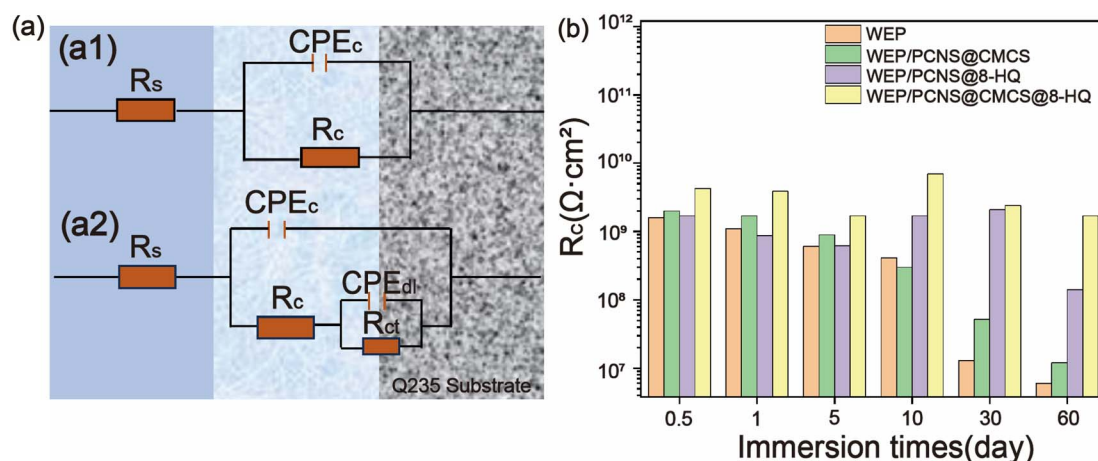 (a)
(a1)
CPEc
Rs
Rc
(a2)
CPEc
Rs
CPEdl
Rc
Rct
Q235 Substrate
(b)
WEP
WEP/PCNS@CMCS
WEP/PCNS@8-HQ
WEP/PCNS@CMCS@8-HQ
Rc(Ω·cm²)
10¹²
10¹¹
10¹⁰
10⁹
10⁸
10⁷
0.5 1 5 10 30 60
Immersion times(day)